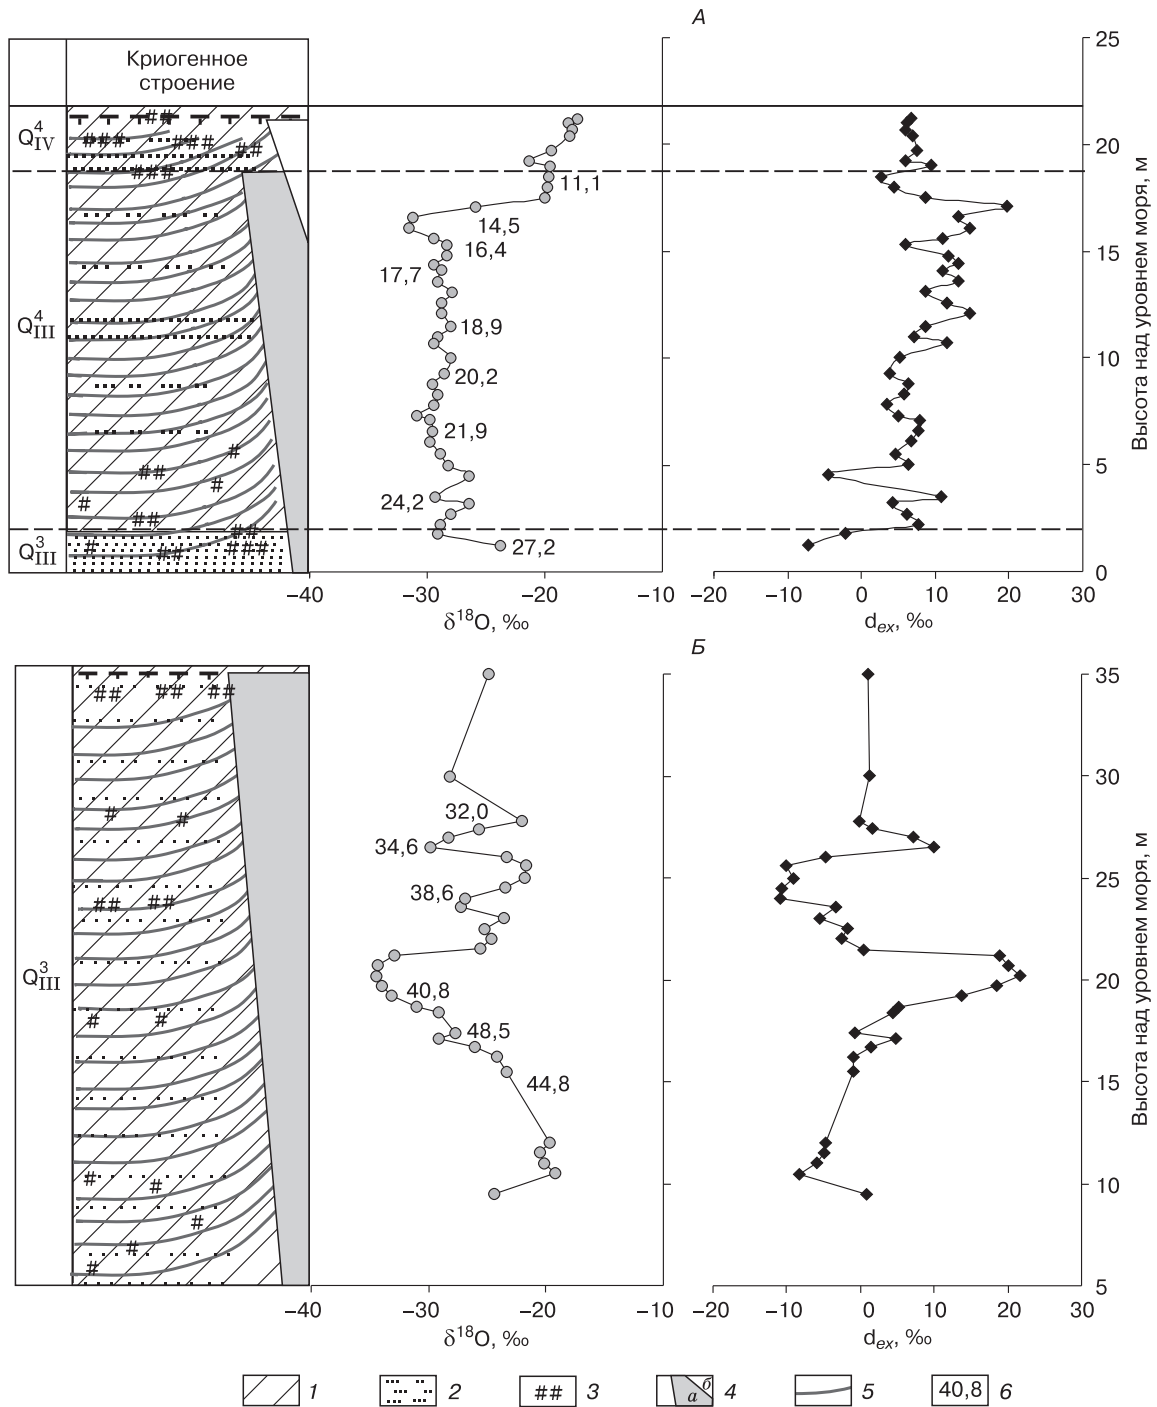 А
Криогенное
строение
Q⁴IV
Q⁴III
Q³III
11,1
14,5
16,4
17,7
18,9
20,2
21,9
24,2
27,2
25
20
15
10
5
0
Высота над уровнем моря, м
−40 −30 −20 −10
δ¹⁸O, ‰
−20 −10 0 10 20 30
dex, ‰
Б
Q³III
32,0
34,6
38,6
40,8
48,5
44,8
35
30
25
20
15
10
5
Высота над уровнем моря, м
−40 −30 −20 −10
δ¹⁸O, ‰
−20 −10 0 10 20 30
dex, ‰
## 1 2 ## 3 а б 4 5 40,8 6